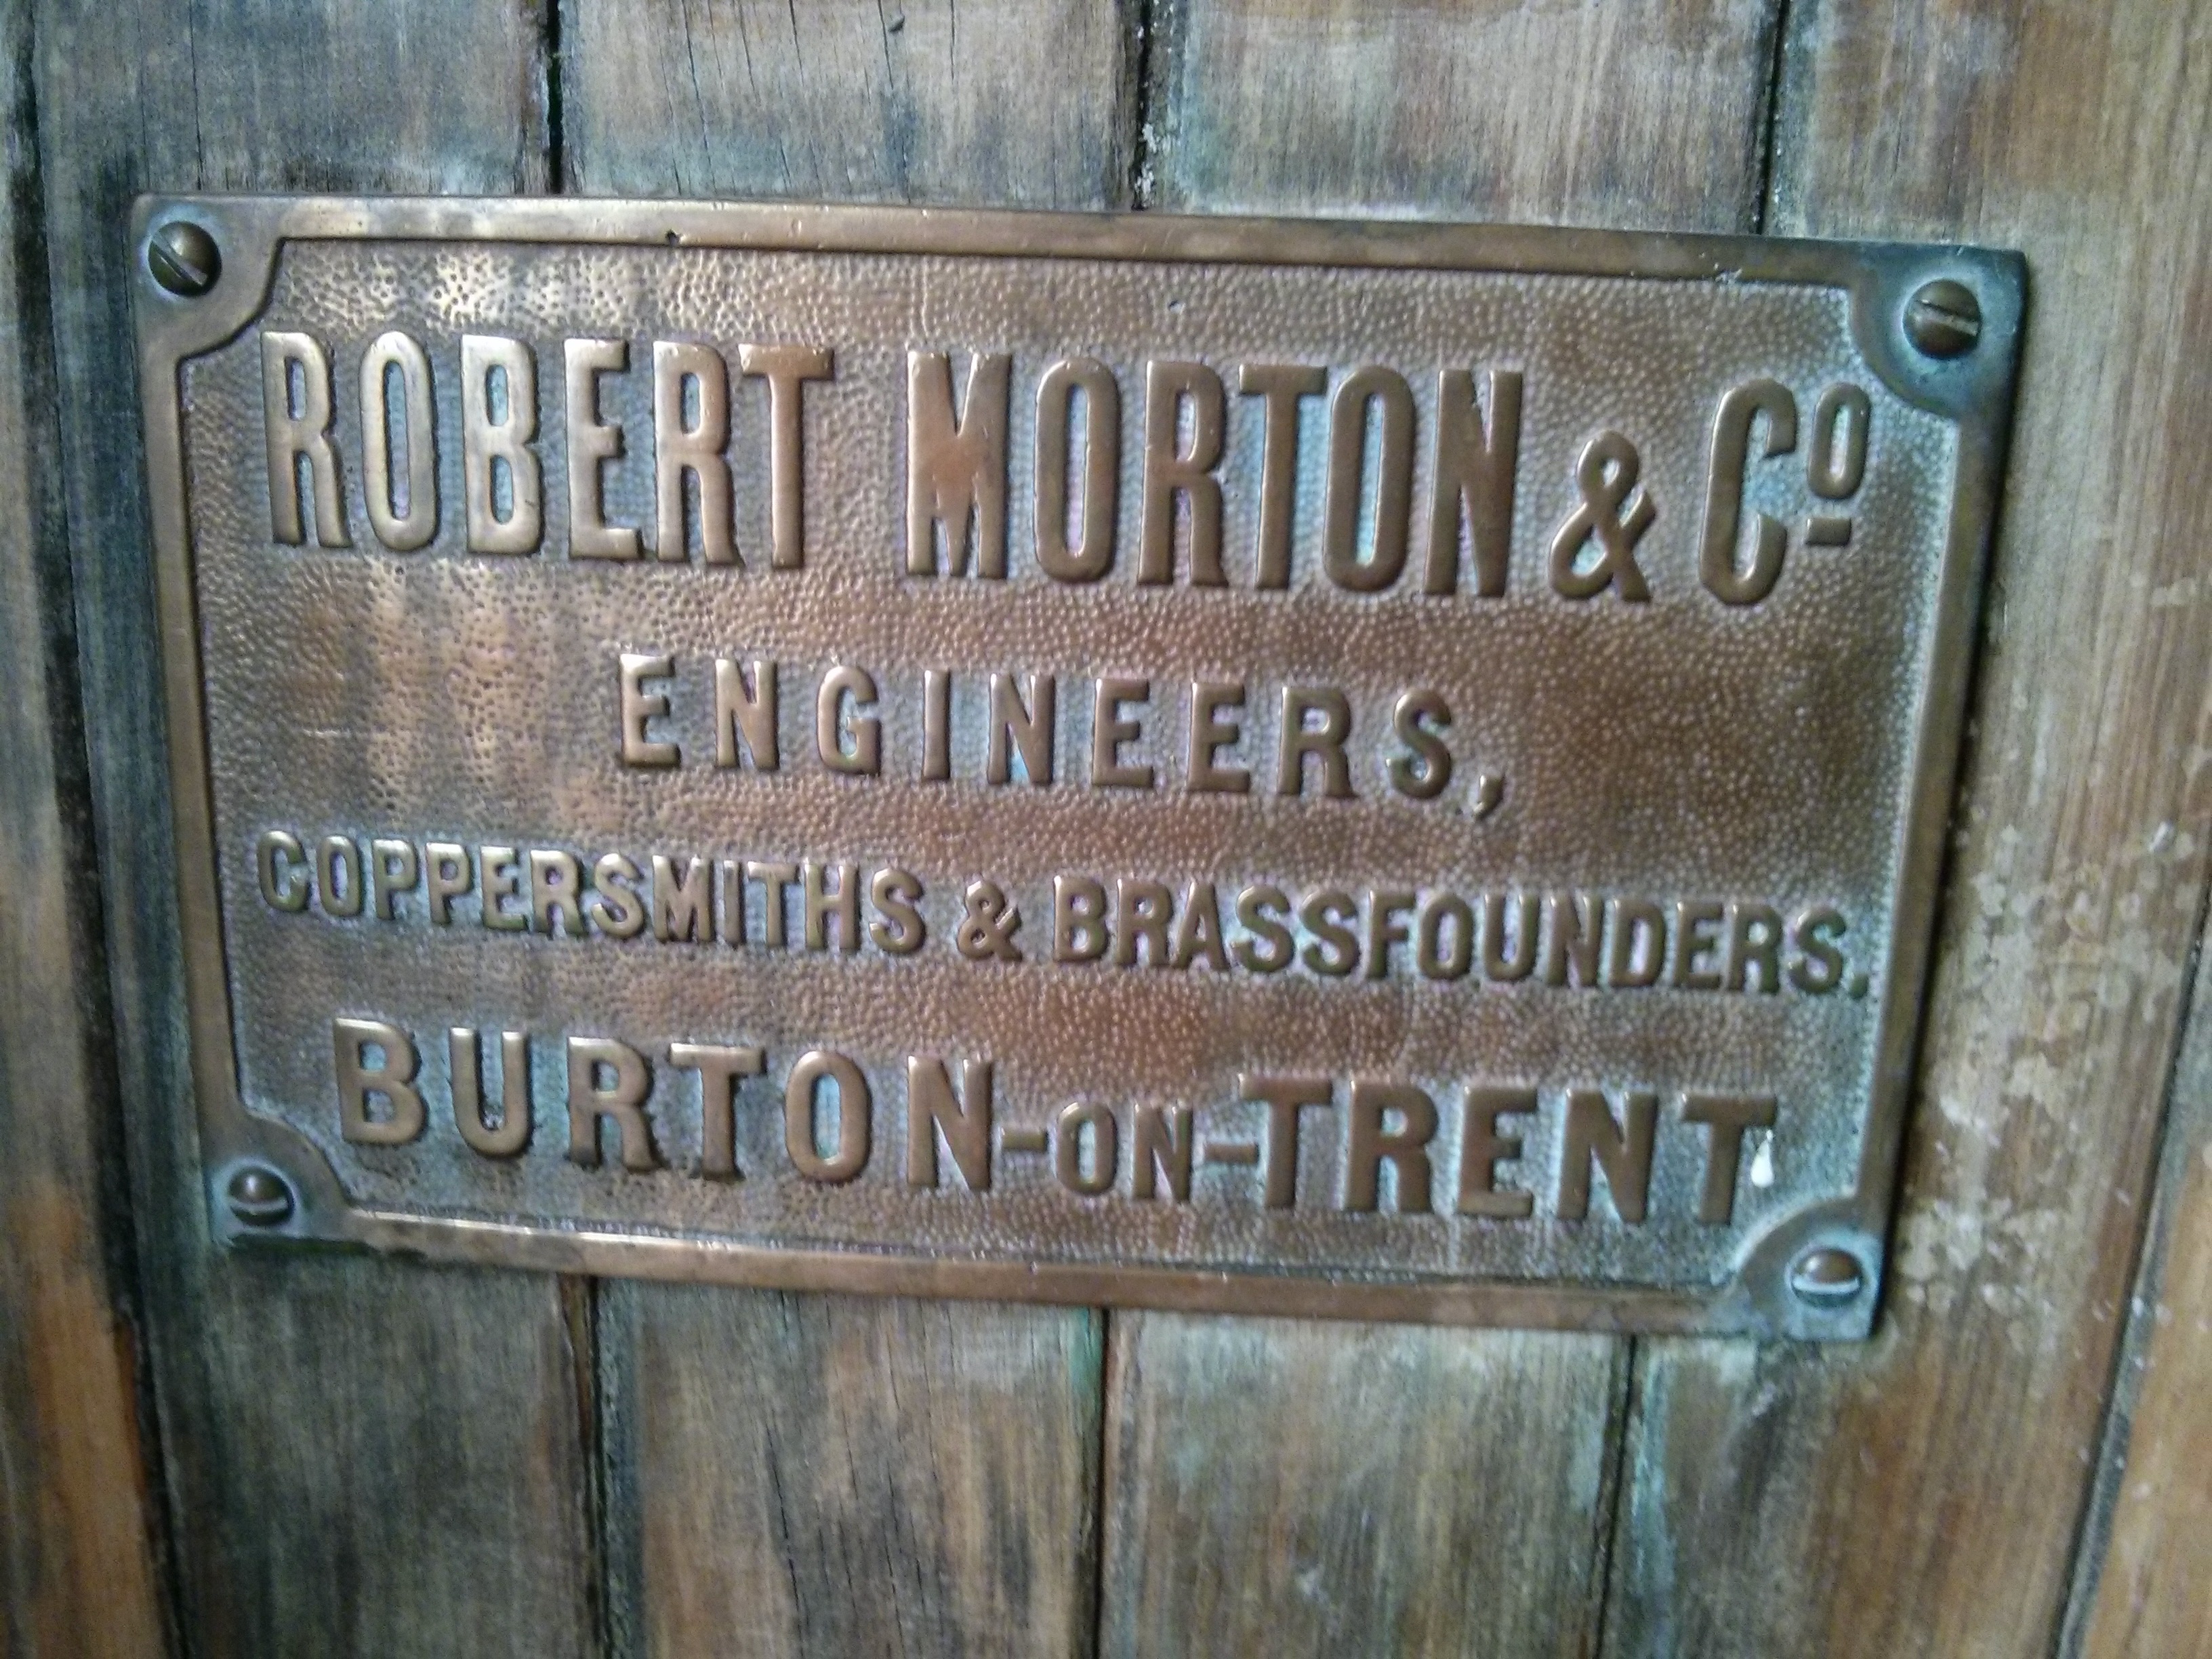 ROBERT MORTON & Cº
ENGINEERS,
COPPERSMITHS & BRASSFOUNDERS.
BURTON-ON-TRENT